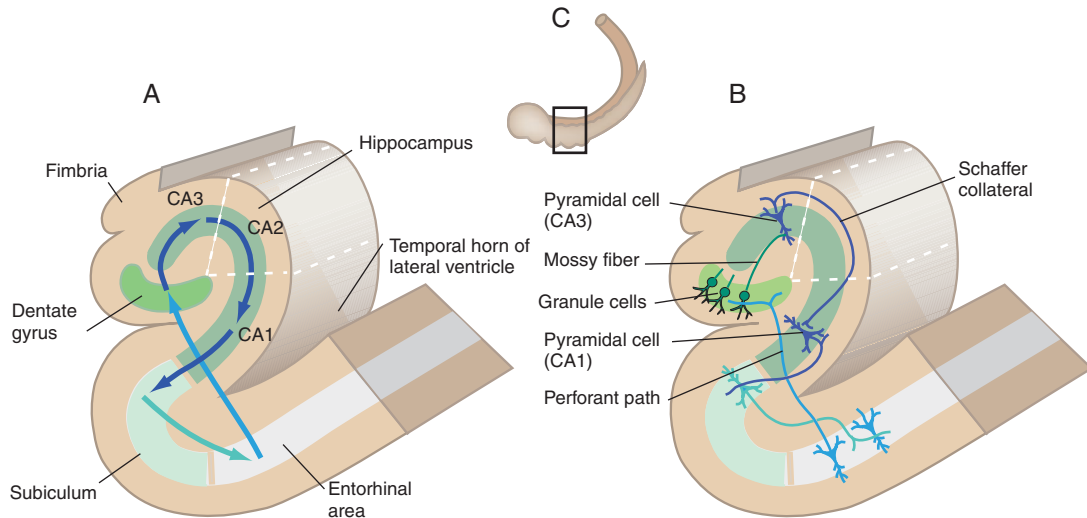 C
A
B
Fimbria
Hippocampus
CA3
CA2
CA1
Temporal horn of
lateral ventricle
Dentate
gyrus
Subiculum
Entorhinal
area
Schaffer
collateral
Pyramidal cell
(CA3)
Mossy fiber
Granule cells
Pyramidal cell
(CA1)
Perforant path